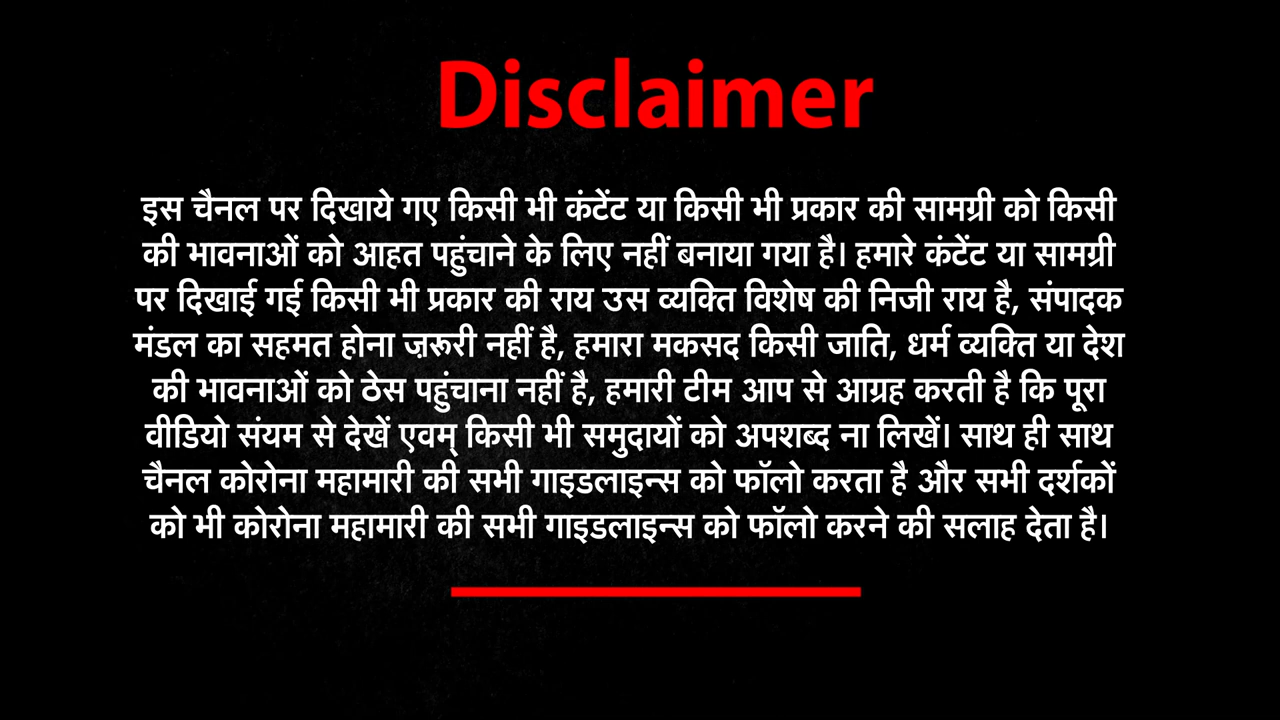 Disclaimer
इस चैनल पर दिखाये गए किसी भी कंटेंट या किसी भी प्रकार की सामग्री को किसी
की भावनाओं को आहत पहुंचाने के लिए नहीं बनाया गया है। हमारे कंटेंट या सामग्री
पर दिखाई गई किसी भी प्रकार की राय उस व्यक्ति विशेष की निजी राय है, संपादक
मंडल का सहमत होना ज़रूरी नहीं है, हमारा मकसद किसी जाति, धर्म व्यक्ति या देश
की भावनाओं को ठेस पहुंचाना नहीं है, हमारी टीम आप से आग्रह करती है कि पूरा
वीडियो संयम से देखें एवम् किसी भी समुदायों को अपशब्द ना लिखें। साथ ही साथ
चैनल कोरोना महामारी की सभी गाइडलाइन्स को फॉलो करता है और सभी दर्शकों
को भी कोरोना महामारी की सभी गाइडलाइन्स को फॉलो करने की सलाह देता है।